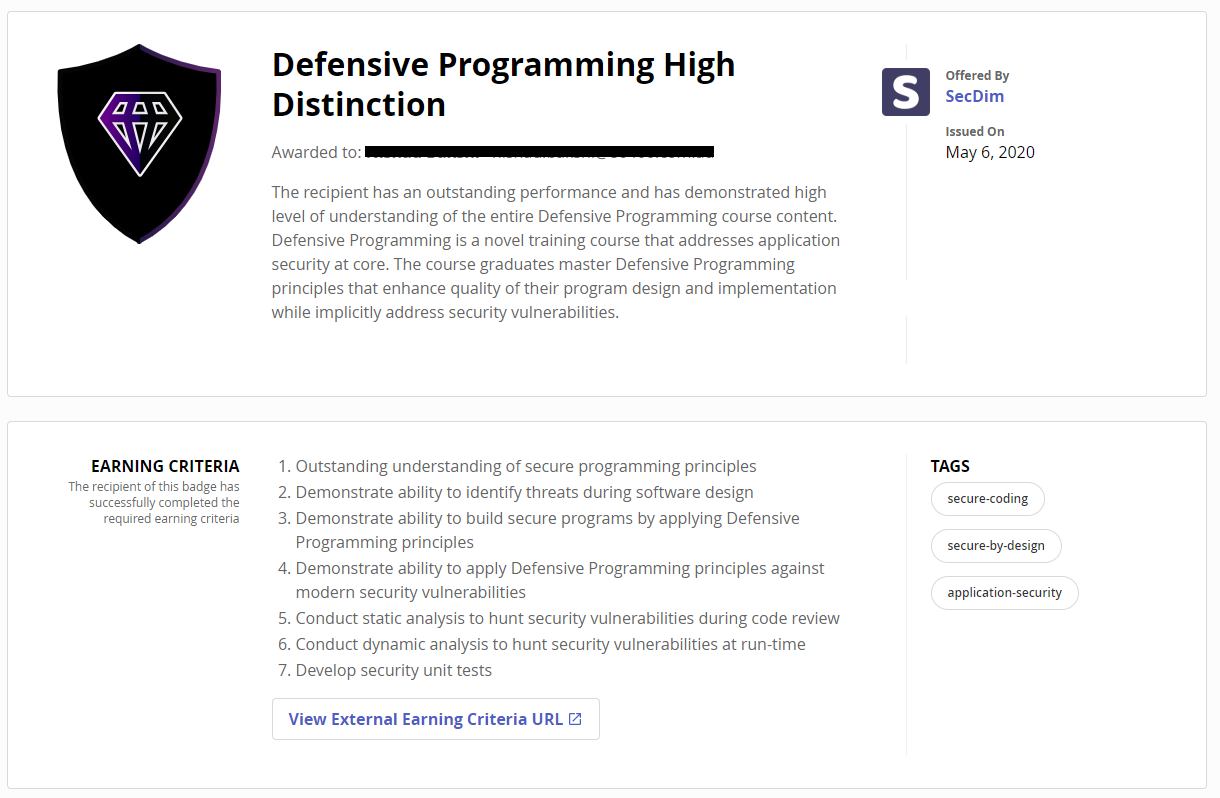 Defensive Programming High
Distinction
Awarded to:
The recipient has an outstanding performance and has demonstrated high
level of understanding of the entire Defensive Programming course content.
Defensive Programming is a novel training course that addresses application
security at core. The course graduates master Defensive Programming
principles that enhance quality of their program design and implementation
while implicitly address security vulnerabilities.
S
Offered By
SecDim
Issued On
May 6, 2020
EARNING CRITERIA
The recipient of this badge has
successfully completed the
required earning criteria
1. Outstanding understanding of secure programming principles
2. Demonstrate ability to identify threats during software design
3. Demonstrate ability to build secure programs by applying Defensive
Programming principles
4. Demonstrate ability to apply Defensive Programming principles against
modern security vulnerabilities
5. Conduct static analysis to hunt security vulnerabilities during code review
6. Conduct dynamic analysis to hunt security vulnerabilities at run-time
7. Develop security unit tests
View External Earning Criteria URL
TAGS
secure-coding
secure-by-design
application-security